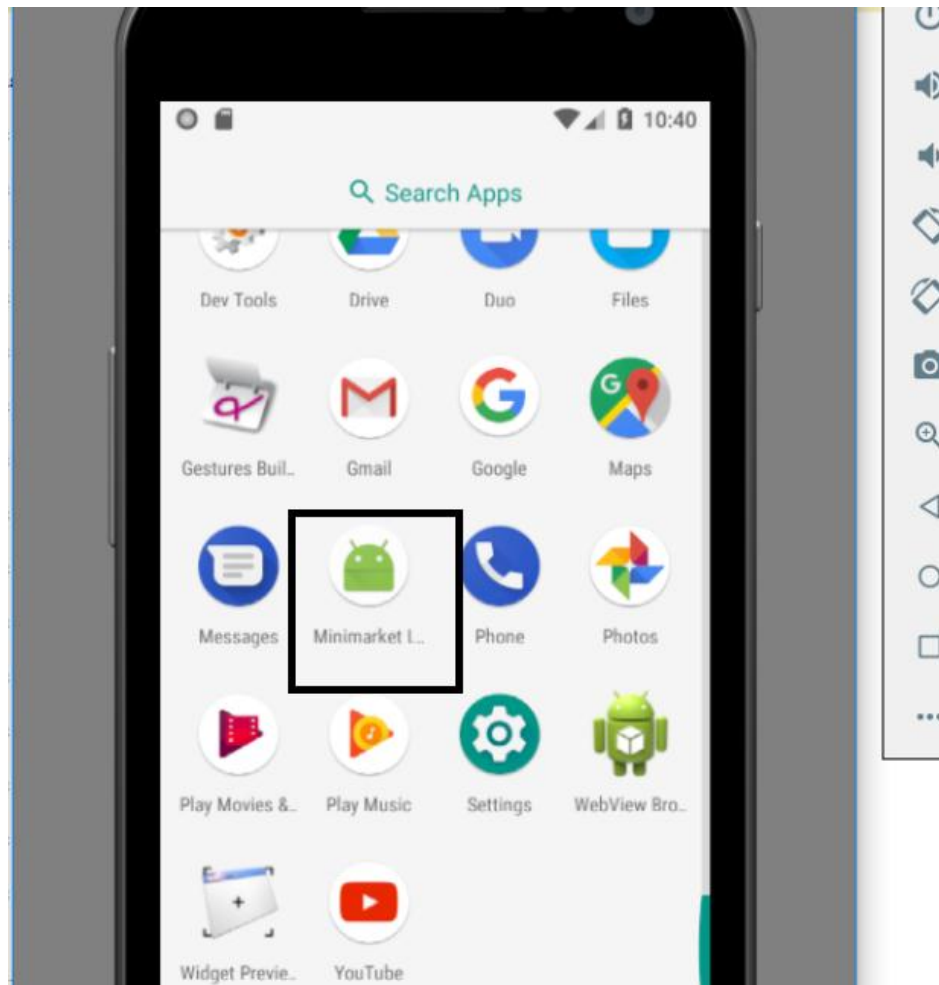 10:40
Search Apps
Dev Tools Drive Duo Files
Gestures Buil.. Gmail Google Maps
Messages Minimarket I... Phone Photos
Play Movies &.. Play Music Settings WebView Bro..
Widget Previe.. YouTube